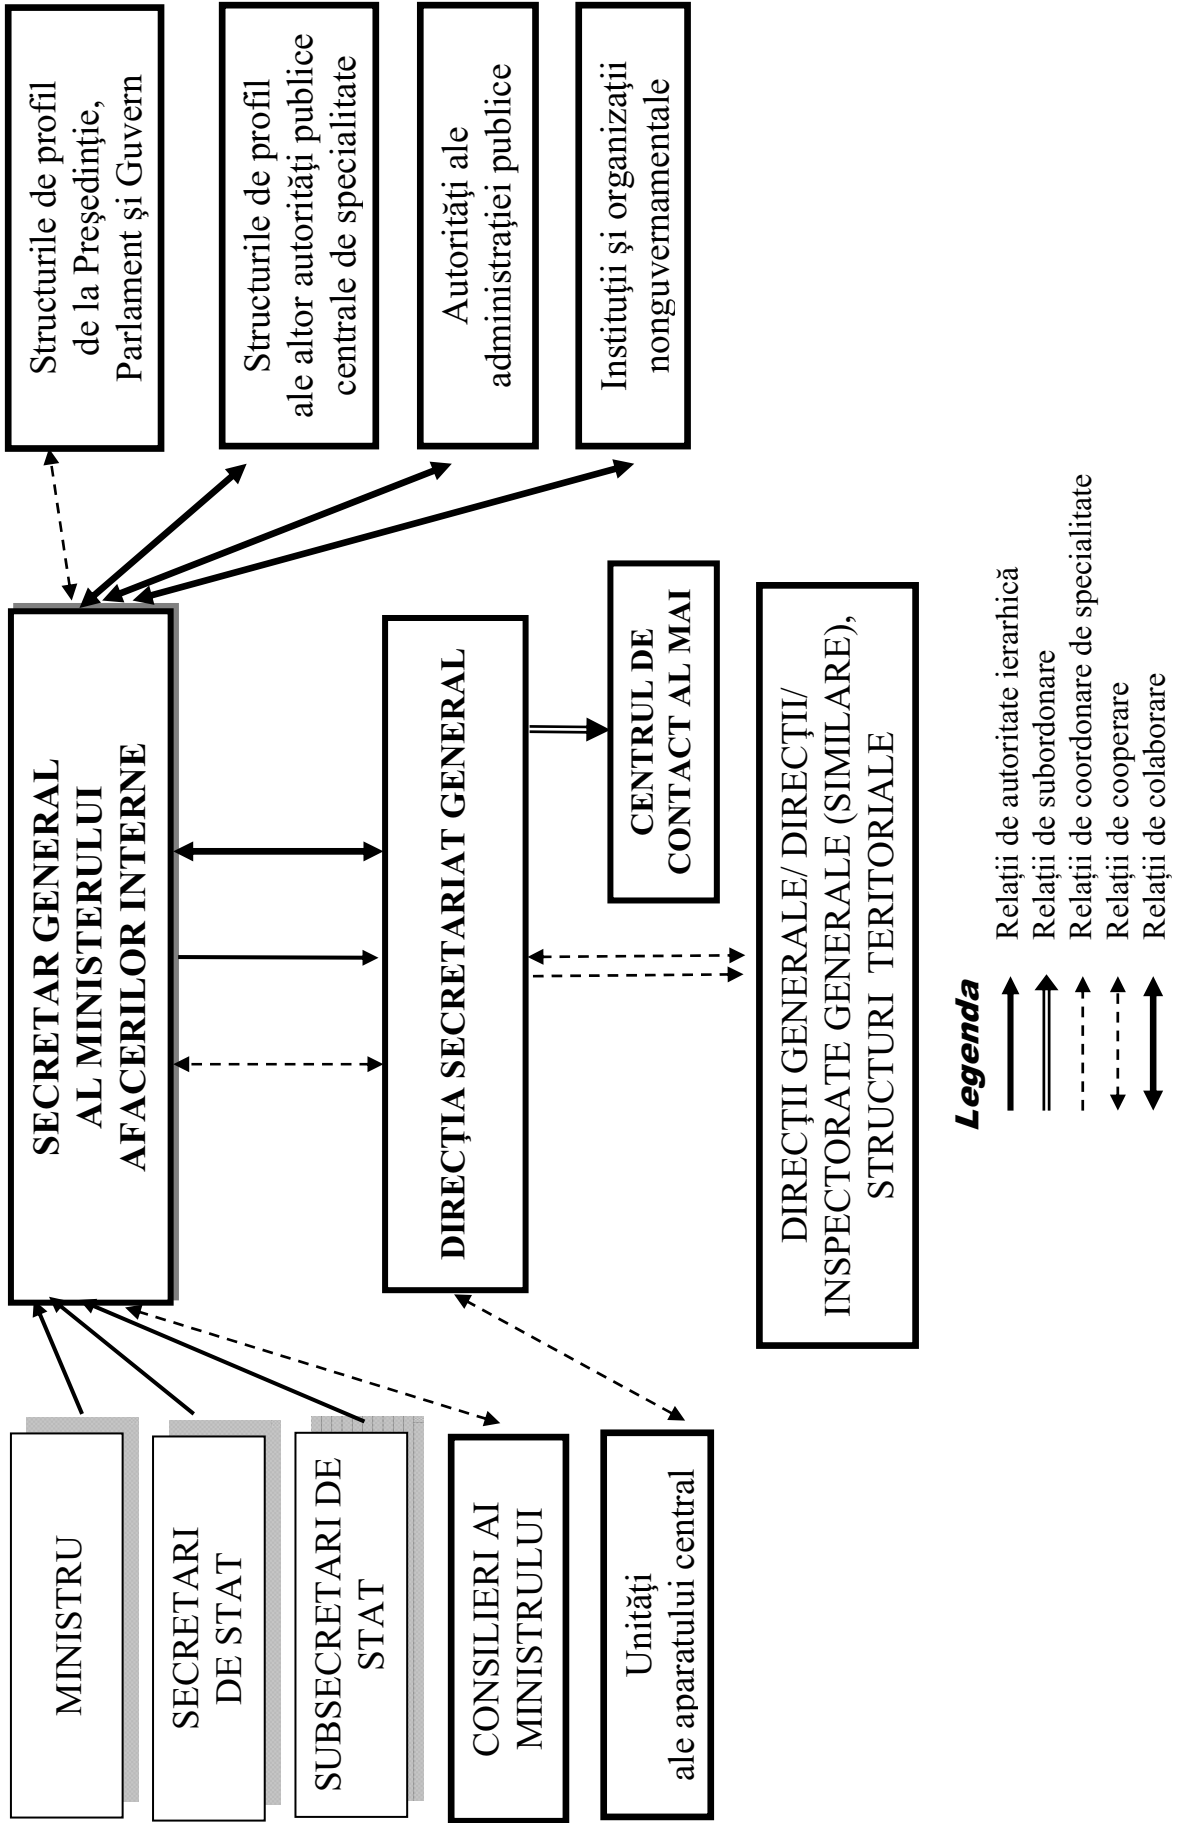 MINISTRU
SECRETARI
DE STAT
SUBSECRETARI DE
STAT
CONSILIERI AI
MINISTRULUI
Unităţi
ale aparatului central
SECRETAR GENERAL
AL MINISTERULUI
AFACERILOR INTERNE
DIRECŢIA SECRETARIAT GENERAL
CENTRUL DE
CONTACT AL MAI
DIRECŢII GENERALE/ DIRECŢII/
INSPECTORATE GENERALE (SIMILARE),
STRUCTURI TERITORIALE
Structurile de profil
de la Preşedinţie,
Parlament şi Guvern
Structurile de profil
ale altor autorităţi publice
centrale de specialitate
Autorităţi ale
administraţiei publice
Instituţii şi organizaţii
nonguvernamentale
Legenda
Relaţii de autoritate ierarhică
Relaţii de subordonare
Relaţii de coordonare de specialitate
Relaţii de cooperare
Relaţii de colaborare